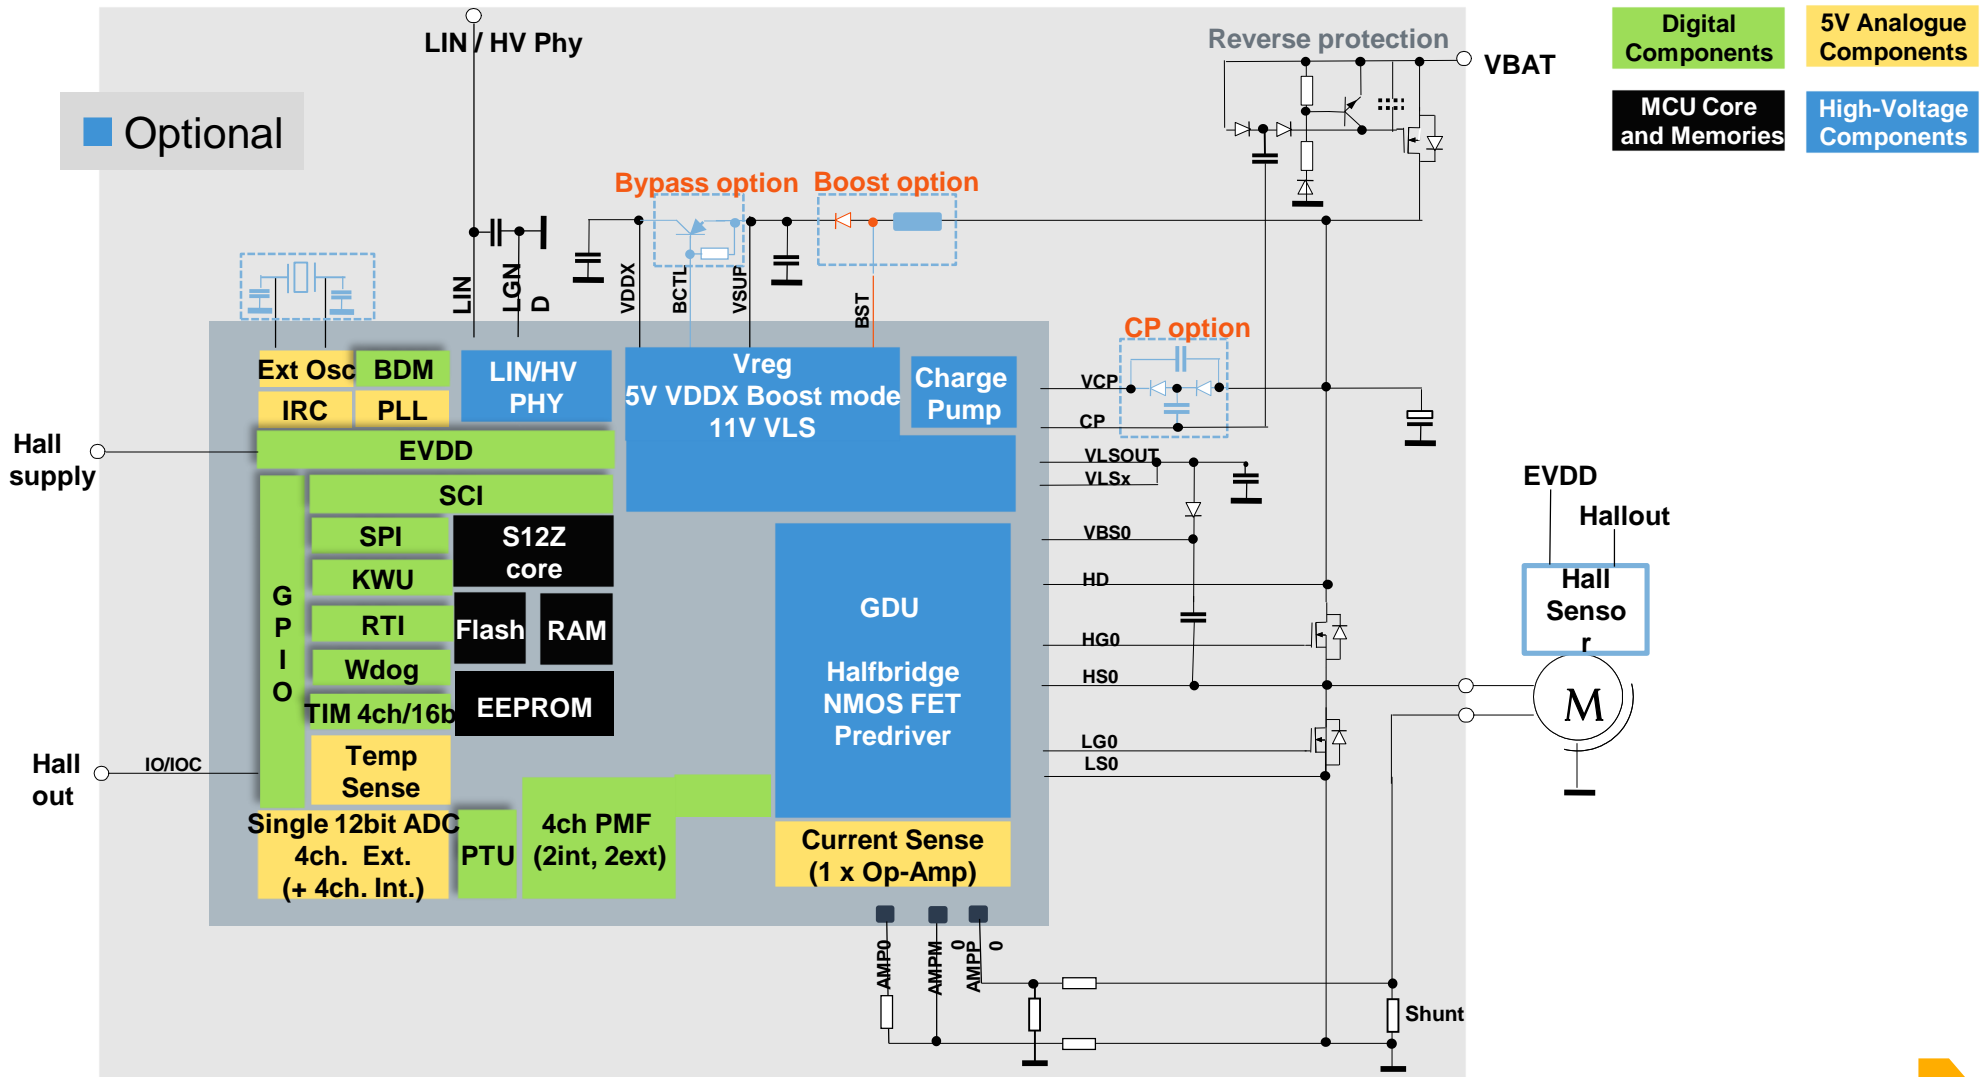 LIN / HV Phy
Reverse protection
VBAT
Digital
Components
5V Analogue
Components
MCU Core
and Memories
High-Voltage
Components
Optional
Bypass option
Boost option
LIN
LGN
D
VDDX
BCTL
VSUP
BST
CP option
Ext Osc
BDM
IRC
PLL
LIN/HV
PHY
Vreg
5V VDDX Boost mode
11V VLS
Charge
Pump
VCP
CP
VLSOUT
VLSx
VBS0
HD
HG0
HS0
LG0
LS0
Hall
supply
EVDD
SCI
SPI
KWU
RTI
Wdog
TIM 4ch/16b
G
P
I
O
S12Z
core
Flash
RAM
EEPROM
GDU
Halfbridge
NMOS FET
Predriver
Temp
Sense
Hall
out
IO/IOC
Single 12bit ADC
4ch. Ext.
(+ 4ch. Int.)
PTU
4ch PMF
(2int, 2ext)
Current Sense
(1 x Op-Amp)
AMP0
AMPM
0
AMPP
0
Shunt
EVDD
Hallout
Hall
Senso
r
M